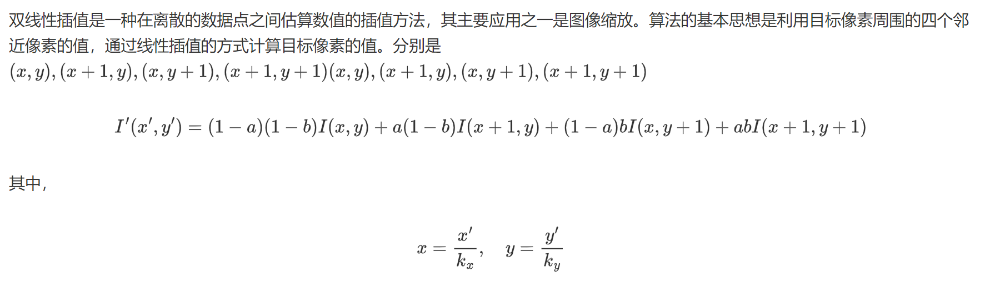 双线性插值是一种在离散的数据点之间估算数值的插值方法，其主要应用之一是图像缩放。算法的基本思想是利用目标像素周围的四个邻
近像素的值，通过线性插值的方式计算目标像素的值。分别是
(x, y), (x + 1, y), (x, y + 1), (x + 1, y + 1)(x, y), (x + 1, y), (x, y + 1), (x + 1, y + 1)
I′(x′, y′) = (1 − a)(1 − b)I(x, y) + a(1 − b)I(x + 1, y) + (1 − a)bI(x, y + 1) + abI(x + 1, y + 1)
其中，
x = x′/kₓ, y = y′/k_y